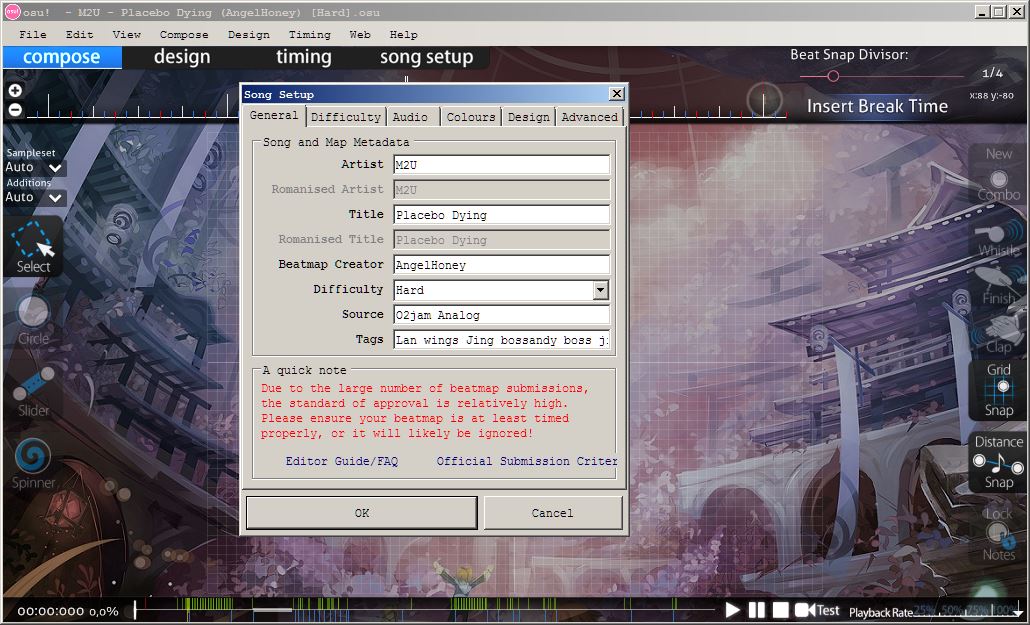 osu! - M2U - Placebo Dying (AngelHoney) [Hard].osu
File Edit View Compose Design Timing Web Help
compose design timing song setup
Beat Snap Divisor:
1/4
x:88 y:-80
Insert Break Time
Sampleset
Auto
Additions
Auto
Select
Circle
Slider
Spinner
Song Setup
General Difficulty Audio Colours Design Advanced
Song and Map Metadata
Artist M2U
Romanised Artist M2U
Title Placebo Dying
Romanised Title Placebo Dying
Beatmap Creator AngelHoney
Difficulty Hard
Source O2jam Analog
Tags Lan wings Jing bossandy boss j
A quick note
Due to the large number of beatmap submissions,
the standard of approval is relatively high.
Please ensure your beatmap is at least timed
properly, or it will likely be ignored!
Editor Guide/FAQ Official Submission Criter
OK Cancel
New
Combo
Whistle
Finish
Clap
Grid
Snap
Distance
Snap
Lock
Notes
00:00:000 0,0%
Test Playback Rate 25% 50% 75% 100%